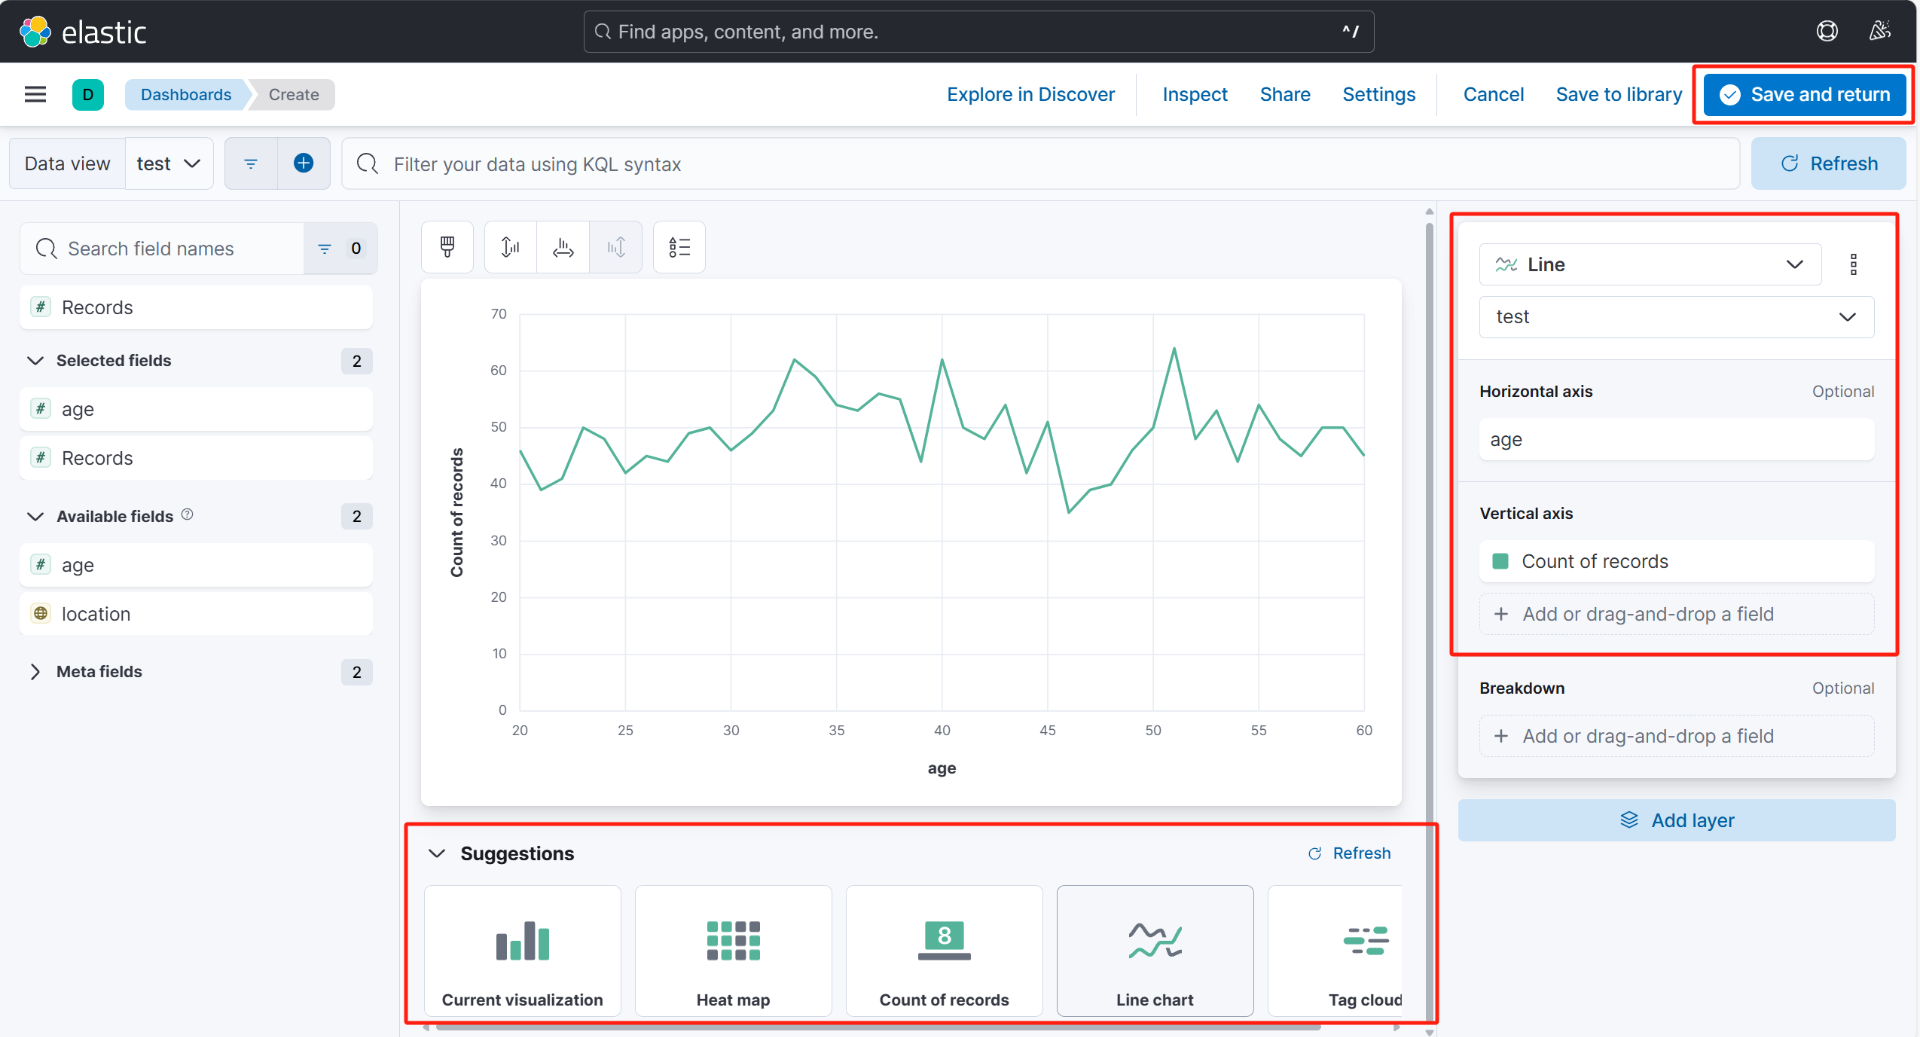 elastic
Find apps, content, and more.
^/
D
Dashboards
Create
Explore in Discover
Inspect
Share
Settings
Cancel
Save to library
Save and return
Data view
test
Filter your data using KQL syntax
Refresh
Search field names
0
# Records
Selected fields
2
# age
# Records
Available fields
2
# age
location
Meta fields
2
70
60
50
40
30
20
10
0
Count of records
20
25
30
35
40
45
50
55
60
age
Suggestions
Refresh
Current visualization
Heat map
8
Count of records
Line chart
Tag cloud
Line
test
Horizontal axis
Optional
age
Vertical axis
Count of records
+ Add or drag-and-drop a field
Breakdown
Optional
+ Add or drag-and-drop a field
Add layer